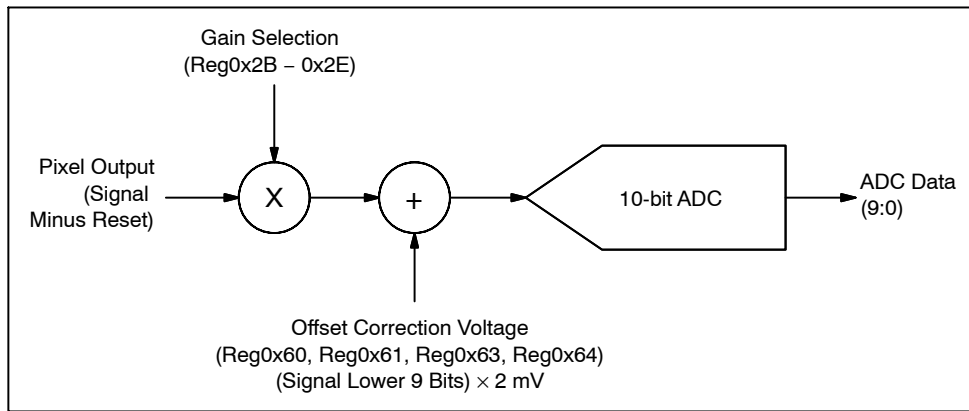 Gain Selection
(Reg0x2B − 0x2E)
Pixel Output
(Signal
Minus Reset)
X
+
10-bit ADC
ADC Data
(9:0)
Offset Correction Voltage
(Reg0x60, Reg0x61, Reg0x63, Reg0x64)
(Signal Lower 9 Bits) × 2 mV